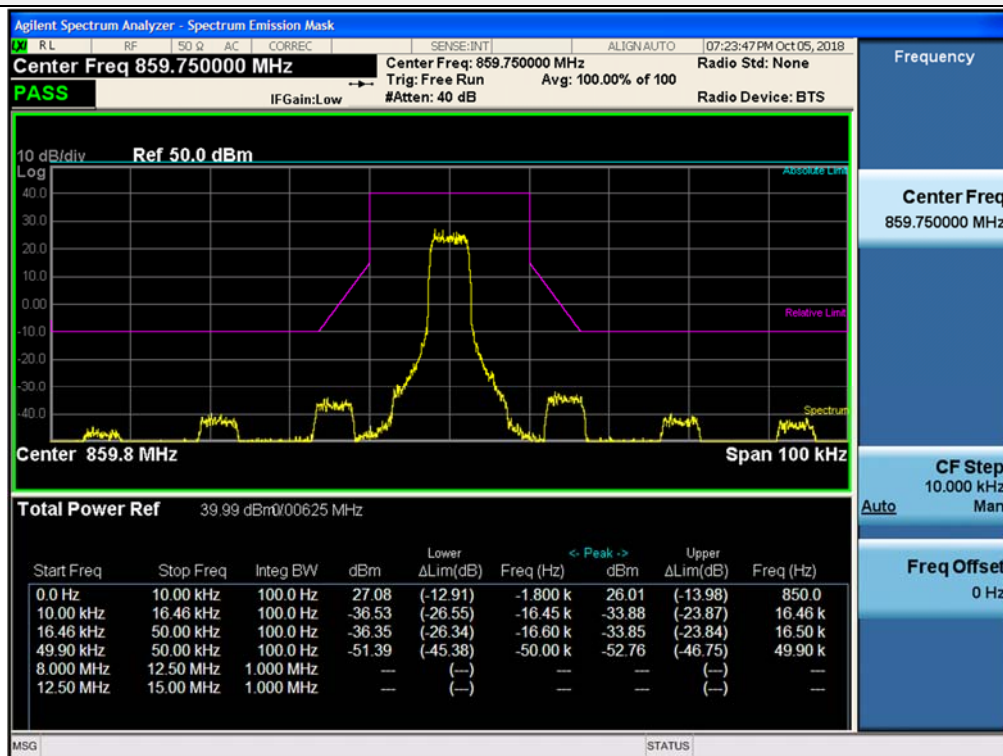 Agilent Spectrum Analyzer - Spectrum Emission Mask
LXI RL RF 50 Ω AC CORREC SENSE:INT ALIGN AUTO 07:23:47 PM Oct 05, 2018
Center Freq 859.750000 MHz
Center Freq: 859.750000 MHz
Radio Std: None
Trig: Free Run
Avg: 100.00% of 100
PASS
IFGain:Low
#Atten: 40 dB
Radio Device: BTS
10 dB/div Ref 50.0 dBm
Log
Absolute Limit
40.0
30.0
20.0
10.0
0.00
Relative Limit
-10.0
-20.0
-30.0
-40.0
Spectrum
Center 859.8 MHz
Span 100 kHz
Total Power Ref 39.99 dBm/0.00625 MHz
Lower <- Peak -> Upper
Start Freq Stop Freq Integ BW dBm ΔLim(dB) Freq (Hz) dBm ΔLim(dB) Freq (Hz)
0.0 Hz 10.00 kHz 100.0 Hz 27.08 (-12.91) -1.800 k 26.01 (-13.98) 850.0
10.00 kHz 16.46 kHz 100.0 Hz -36.53 (-26.55) -16.45 k -33.88 (-23.87) 16.46 k
16.46 kHz 50.00 kHz 100.0 Hz -36.35 (-26.34) -16.60 k -33.85 (-23.84) 16.50 k
49.90 kHz 50.00 kHz 100.0 Hz -51.39 (-45.38) -50.00 k -52.76 (-46.75) 49.90 k
8.000 MHz 12.50 MHz 1.000 MHz --- (---) --- --- (---) ---
12.50 MHz 15.00 MHz 1.000 MHz --- (---) --- --- (---) ---
MSG
STATUS
Frequency
Center Freq
859.750000 MHz
CF Step
10.000 kHz
Auto Man
Freq Offset
0 Hz